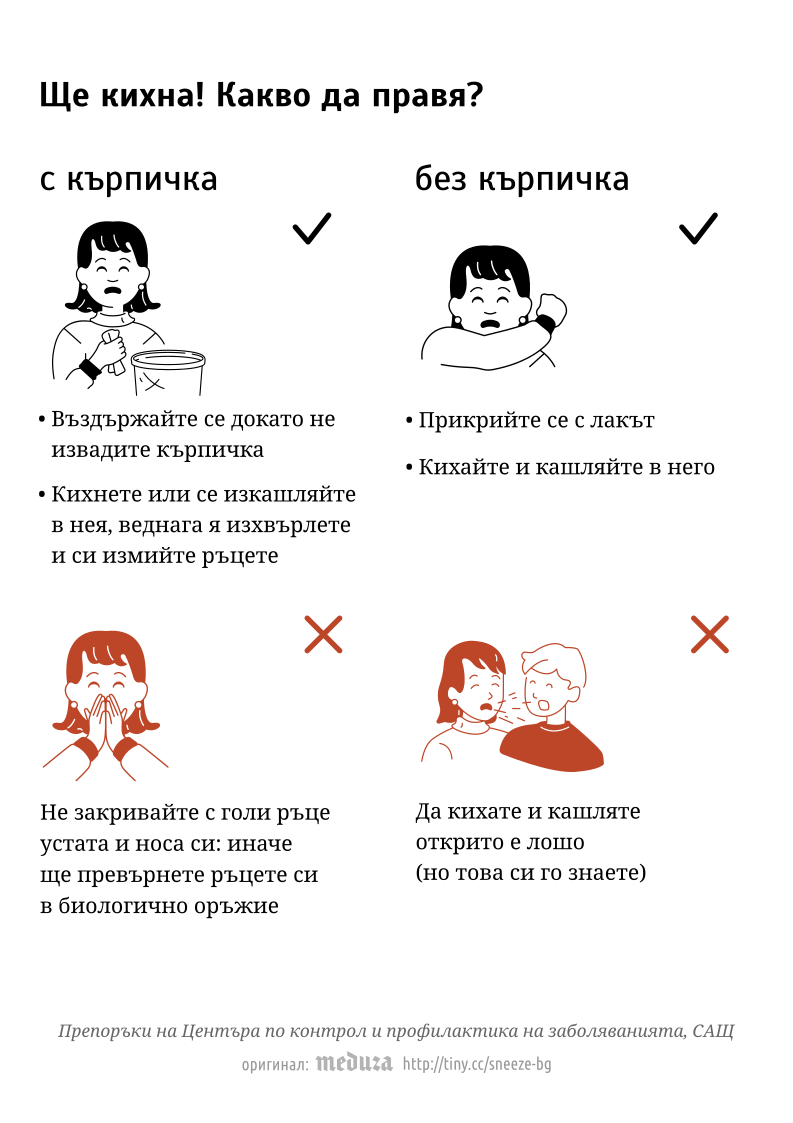 Ще кихна! Какво да правя?
с кърпичка
• Въздържайте се докато не
извадите кърпичка
• Кихнете или се изкашляйте
в нея, веднага я изхвърлете
и си измийте ръцете
без кърпичка
• Прикрийте се с лакът
• Кихайте и кашляйте в него
Не закривайте с голи ръце
устата и носа си: иначе
ще превърнете ръцете си
в биологично оръжие
Да кихате и кашляте
открито е лошо
(но това си го знаете)
Препоръки на Центъра по контрол и профилактика на заболяванията, САЩ
оригинал: meduza http://tiny.cc/sneeze-bg